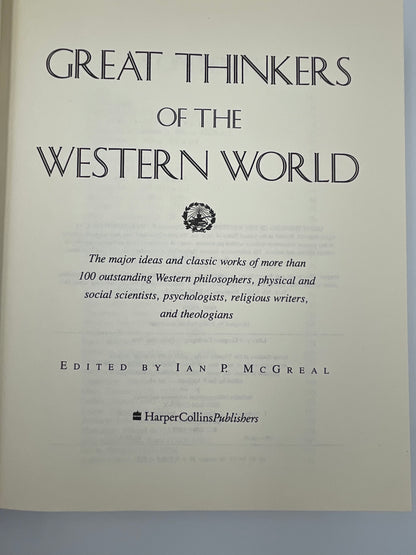 GREAT THINKERS
OF THE
WESTERN WORLD
The major ideas and classic works of more than
100 outstanding Western philosophers, physical and
social scientists, psychologists, religious writers,
and theologians
EDITED BY IAN P. MCGREAL
HarperCollinsPublishers